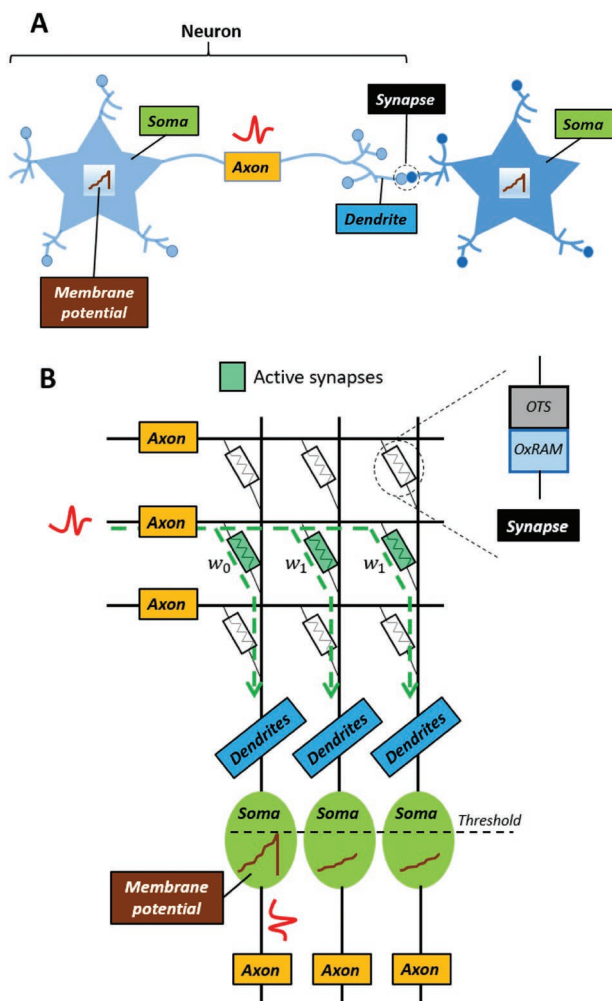 A
Neuron
Synapse
Soma
Soma
Axon
Dendrite
Membrane
potential
B
Active synapses
OTS
Axon
OxRAM
Axon
Synapse
w0 w1 w1
Axon
Dendrites Dendrites Dendrites
Soma Soma Soma
Threshold
Membrane
potential
Axon Axon Axon